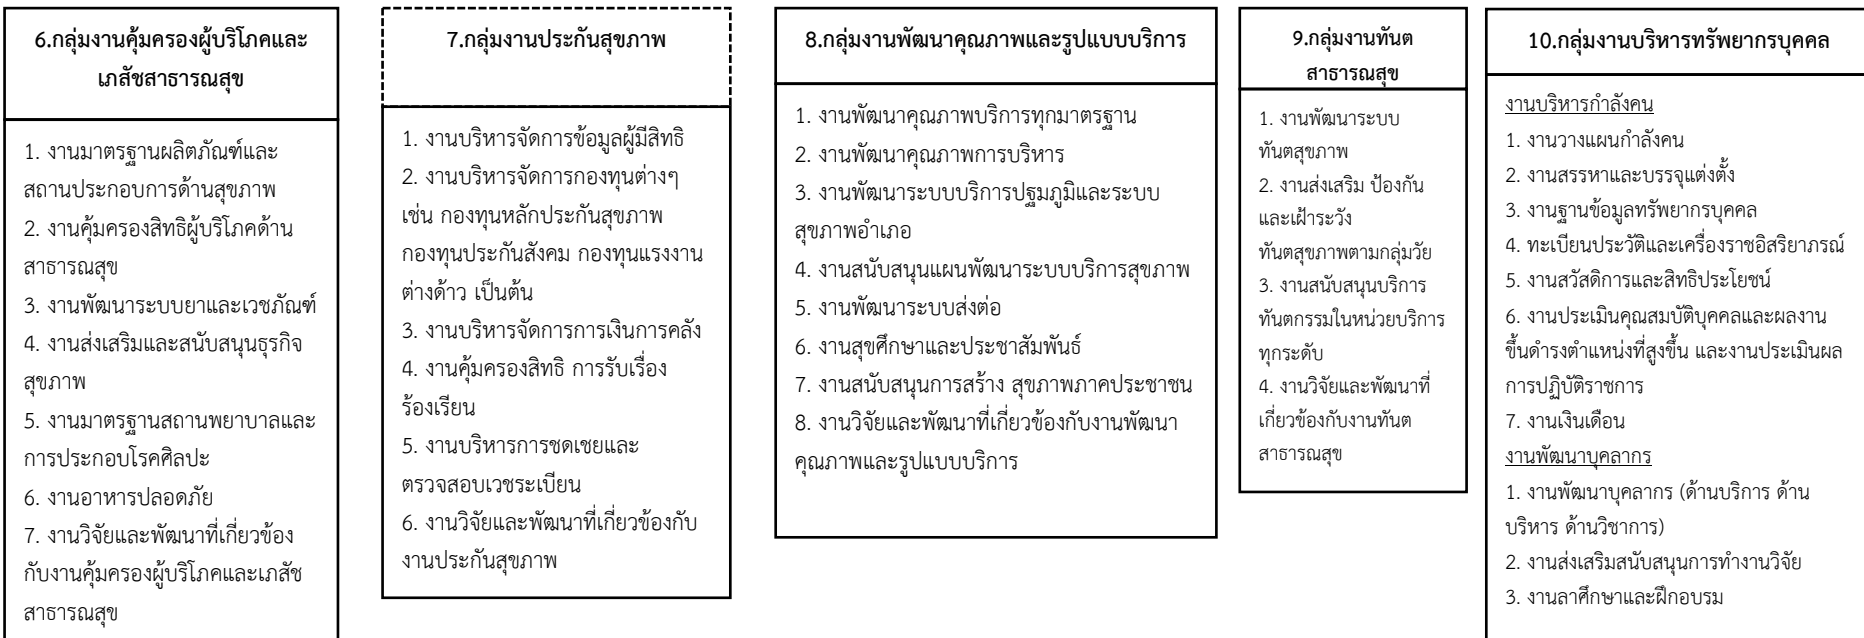 6.กลุ่มงานคุ้มครองผู้บริโภคและ
เภสัชสาธารณสุข
1. งานมาตรฐานผลิตภัณฑ์และ
สถานประกอบการด้านสุขภาพ
2. งานคุ้มครองสิทธิผู้บริโภคด้าน
สาธารณสุข
3. งานพัฒนาระบบยาและเวชภัณฑ์
4. งานส่งเสริมและสนับสนุนธุรกิจ
สุขภาพ
5. งานมาตรฐานสถานพยาบาลและ
การประกอบโรคศิลปะ
6. งานอาหารปลอดภัย
7. งานวิจัยและพัฒนาที่เกี่ยวข้อง
กับงานคุ้มครองผู้บริโภคและเภสัช
สาธารณสุข
7.กลุ่มงานประกันสุขภาพ
1. งานบริหารจัดการข้อมูลผู้มีสิทธิ
2. งานบริหารจัดการกองทุนต่างๆ
เช่น กองทุนหลักประกันสุขภาพ
กองทุนประกันสังคม กองทุนแรงงาน
ต่างด้าว เป็นต้น
3. งานบริหารจัดการการเงินการคลัง
4. งานคุ้มครองสิทธิ การรับเรื่อง
ร้องเรียน
5. งานบริหารการชดเชยและ
ตรวจสอบเวชระเบียน
6. งานวิจัยและพัฒนาที่เกี่ยวข้องกับ
งานประกันสุขภาพ
8.กลุ่มงานพัฒนาคุณภาพและรูปแบบบริการ
1. งานพัฒนาคุณภาพบริการทุกมาตรฐาน
2. งานพัฒนาคุณภาพการบริหาร
3. งานพัฒนาระบบบริการปฐมภูมิและระบบ
สุขภาพอำเภอ
4. งานสนับสนุนแผนพัฒนาระบบบริการสุขภาพ
5. งานพัฒนาระบบส่งต่อ
6. งานสุขศึกษาและประชาสัมพันธ์
7. งานสนับสนุนการสร้าง สุขภาพภาคประชาชน
8. งานวิจัยและพัฒนาที่เกี่ยวข้องกับงานพัฒนา
คุณภาพและรูปแบบบริการ
9.กลุ่มงานทันต
สาธารณสุข
1. งานพัฒนาระบบ
ทันตสุขภาพ
2. งานส่งเสริม ป้องกัน
และเฝ้าระวัง
ทันตสุขภาพตามกลุ่มวัย
3. งานสนับสนุนบริการ
ทันตกรรมในหน่วยบริการ
ทุกระดับ
4. งานวิจัยและพัฒนาที่
เกี่ยวข้องกับงานทันต
สาธารณสุข
10.กลุ่มงานบริหารทรัพยากรบุคคล
งานบริหารกำลังคน
1. งานวางแผนกำลังคน
2. งานสรรหาและบรรจุแต่งตั้ง
3. งานฐานข้อมูลทรัพยากรบุคคล
4. ทะเบียนประวัติและเครื่องราชอิสริยาภรณ์
5. งานสวัสดิการและสิทธิประโยชน์
6. งานประเมินคุณสมบัติบุคคลและผลงาน
ขึ้นดำรงตำแหน่งที่สูงขึ้น และงานประเมินผล
การปฏิบัติราชการ
7. งานเงินเดือน
งานพัฒนาบุคลากร
1. งานพัฒนาบุคลากร (ด้านบริการ ด้าน
บริหาร ด้านวิชาการ)
2. งานส่งเสริมสนับสนุนการทำงานวิจัย
3. งานลาศึกษาและฝึกอบรม